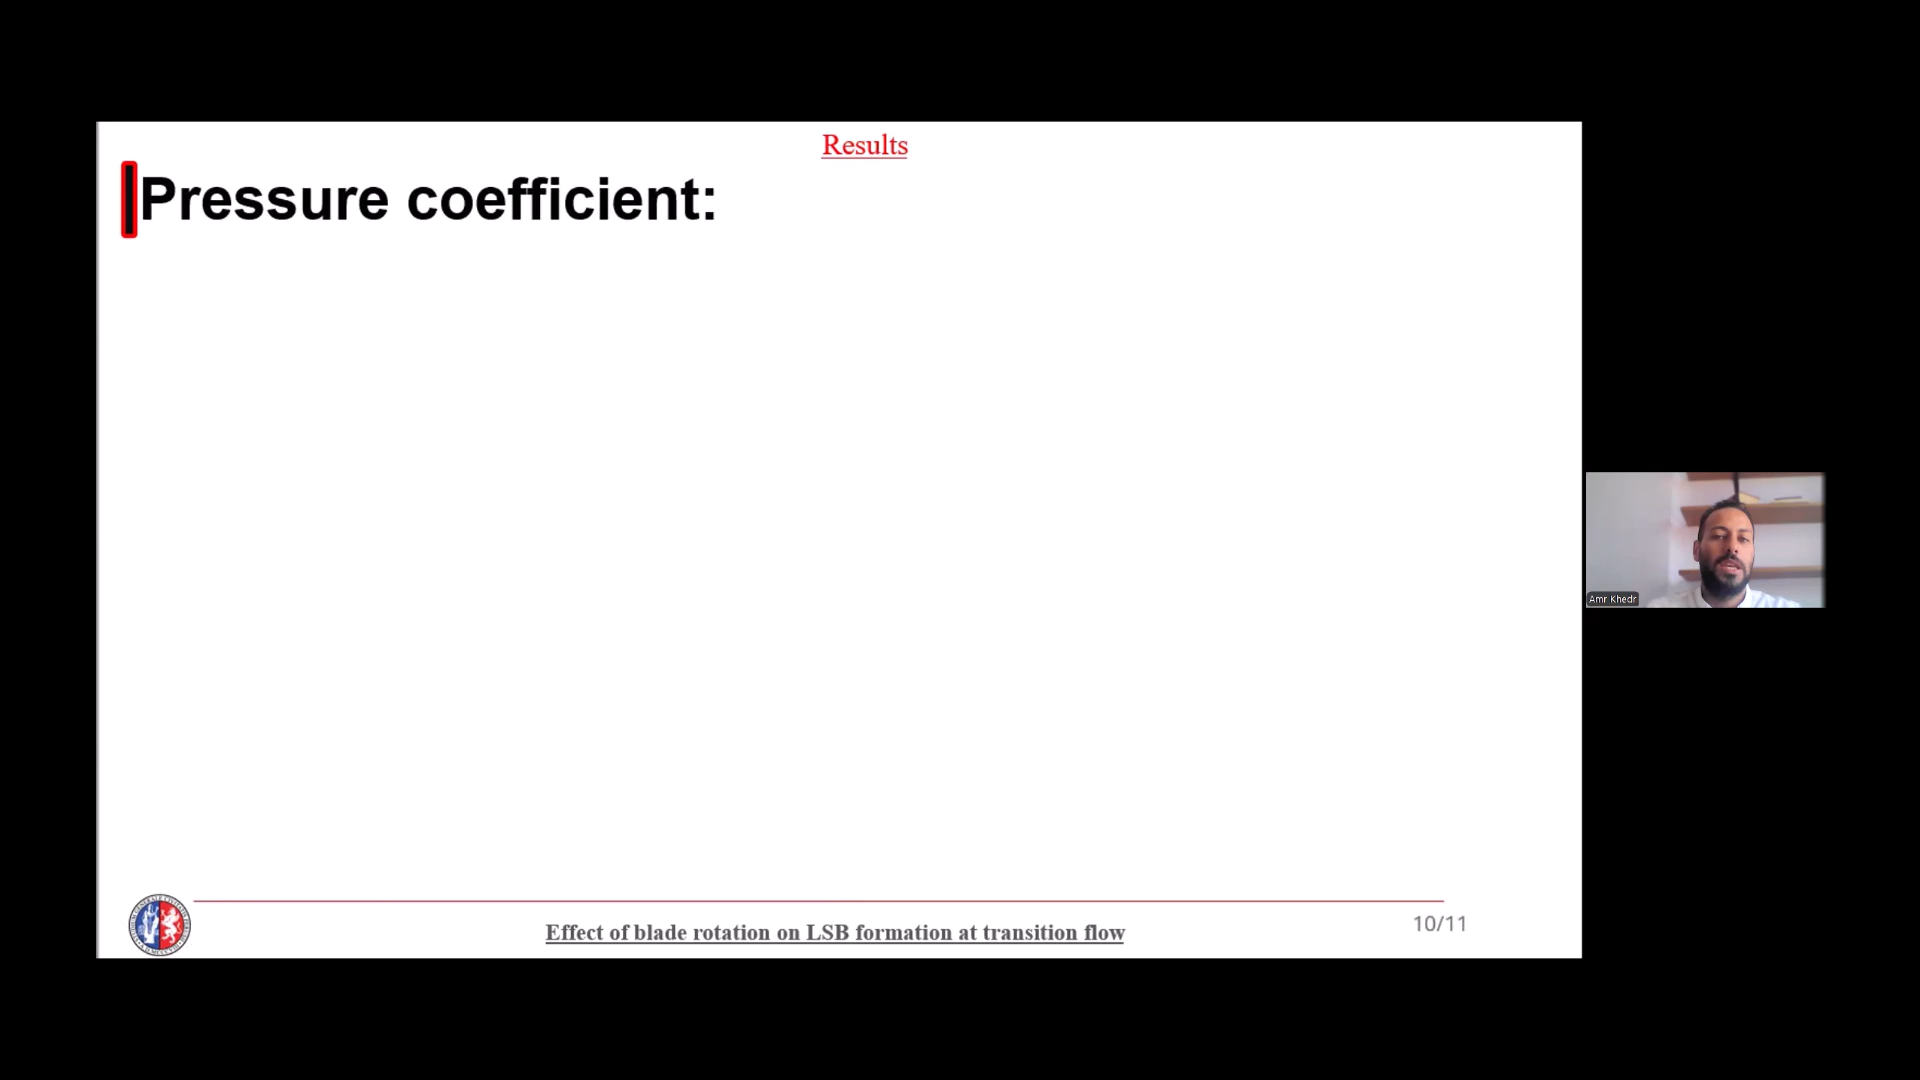 Results
Pressure coefficient:
Amr Khedr
Effect of blade rotation on LSB formation at transition flow
10/11